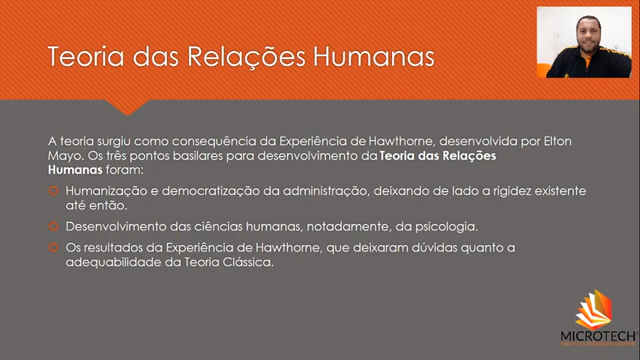 Teoria das Relações Humanas
A teoria surgiu como consequência da Experiência de Hawthorne, desenvolvida por Elton
Mayo. Os três pontos basilares para desenvolvimento da Teoria das Relações
Humanas foram:
Humanização e democratização da administração, deixando de lado a rigidez existente
até então.
Desenvolvimento das ciências humanas, notadamente, da psicologia.
Os resultados da Experiência de Hawthorne, que deixaram dúvidas quanto a
adequabilidade da Teoria Clássica.
MICROTECH